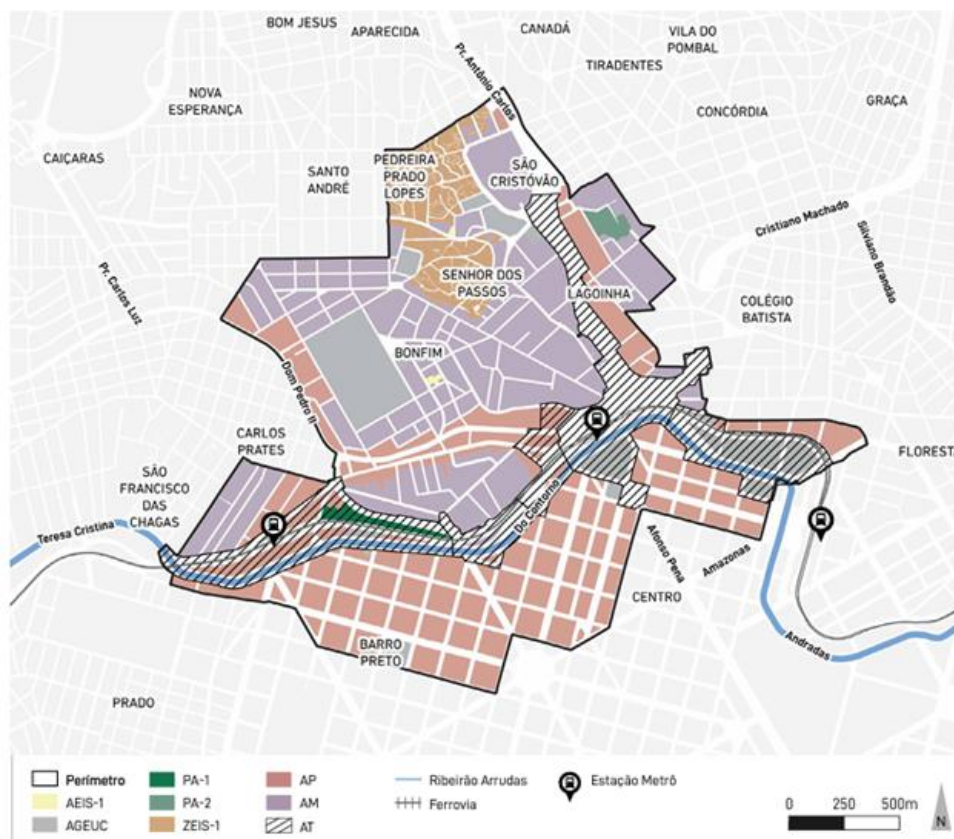 BOM JESUS
APARECIDA
CANADÁ
VILA DO
POMBAL
TIRADENTES
Pr. Antônio Carlos
NOVA
ESPERANÇA
CONCÓRDIA
GRAÇA
CAIÇARAS
SANTO
ANDRÉ
PEDREIRA
PRADO
LOPES
SÃO
CRISTÓVÃO
Cristiano Machado
Silviano Brandão
Pr. Carlos Luz
SENHOR DOS
PASSOS
LAGOINHA
COLÉGIO
BATISTA
BONFIM
Dom Pedro II
CARLOS
PRATES
FLORESTA
SÃO
FRANCISCO
DAS
CHAGAS
Teresa Cristina
Do Contorno
Afonso Pena
Amazonas
CENTRO
Andradas
BARRO
PRETO
PRADO
Perímetro
PA-1
AP
Ribeirão Arrudas
Estação Metrô
AEIS-1
PA-2
AM
Ferrovia
AGEUC
ZEIS-1
AT
0 250 500m
N